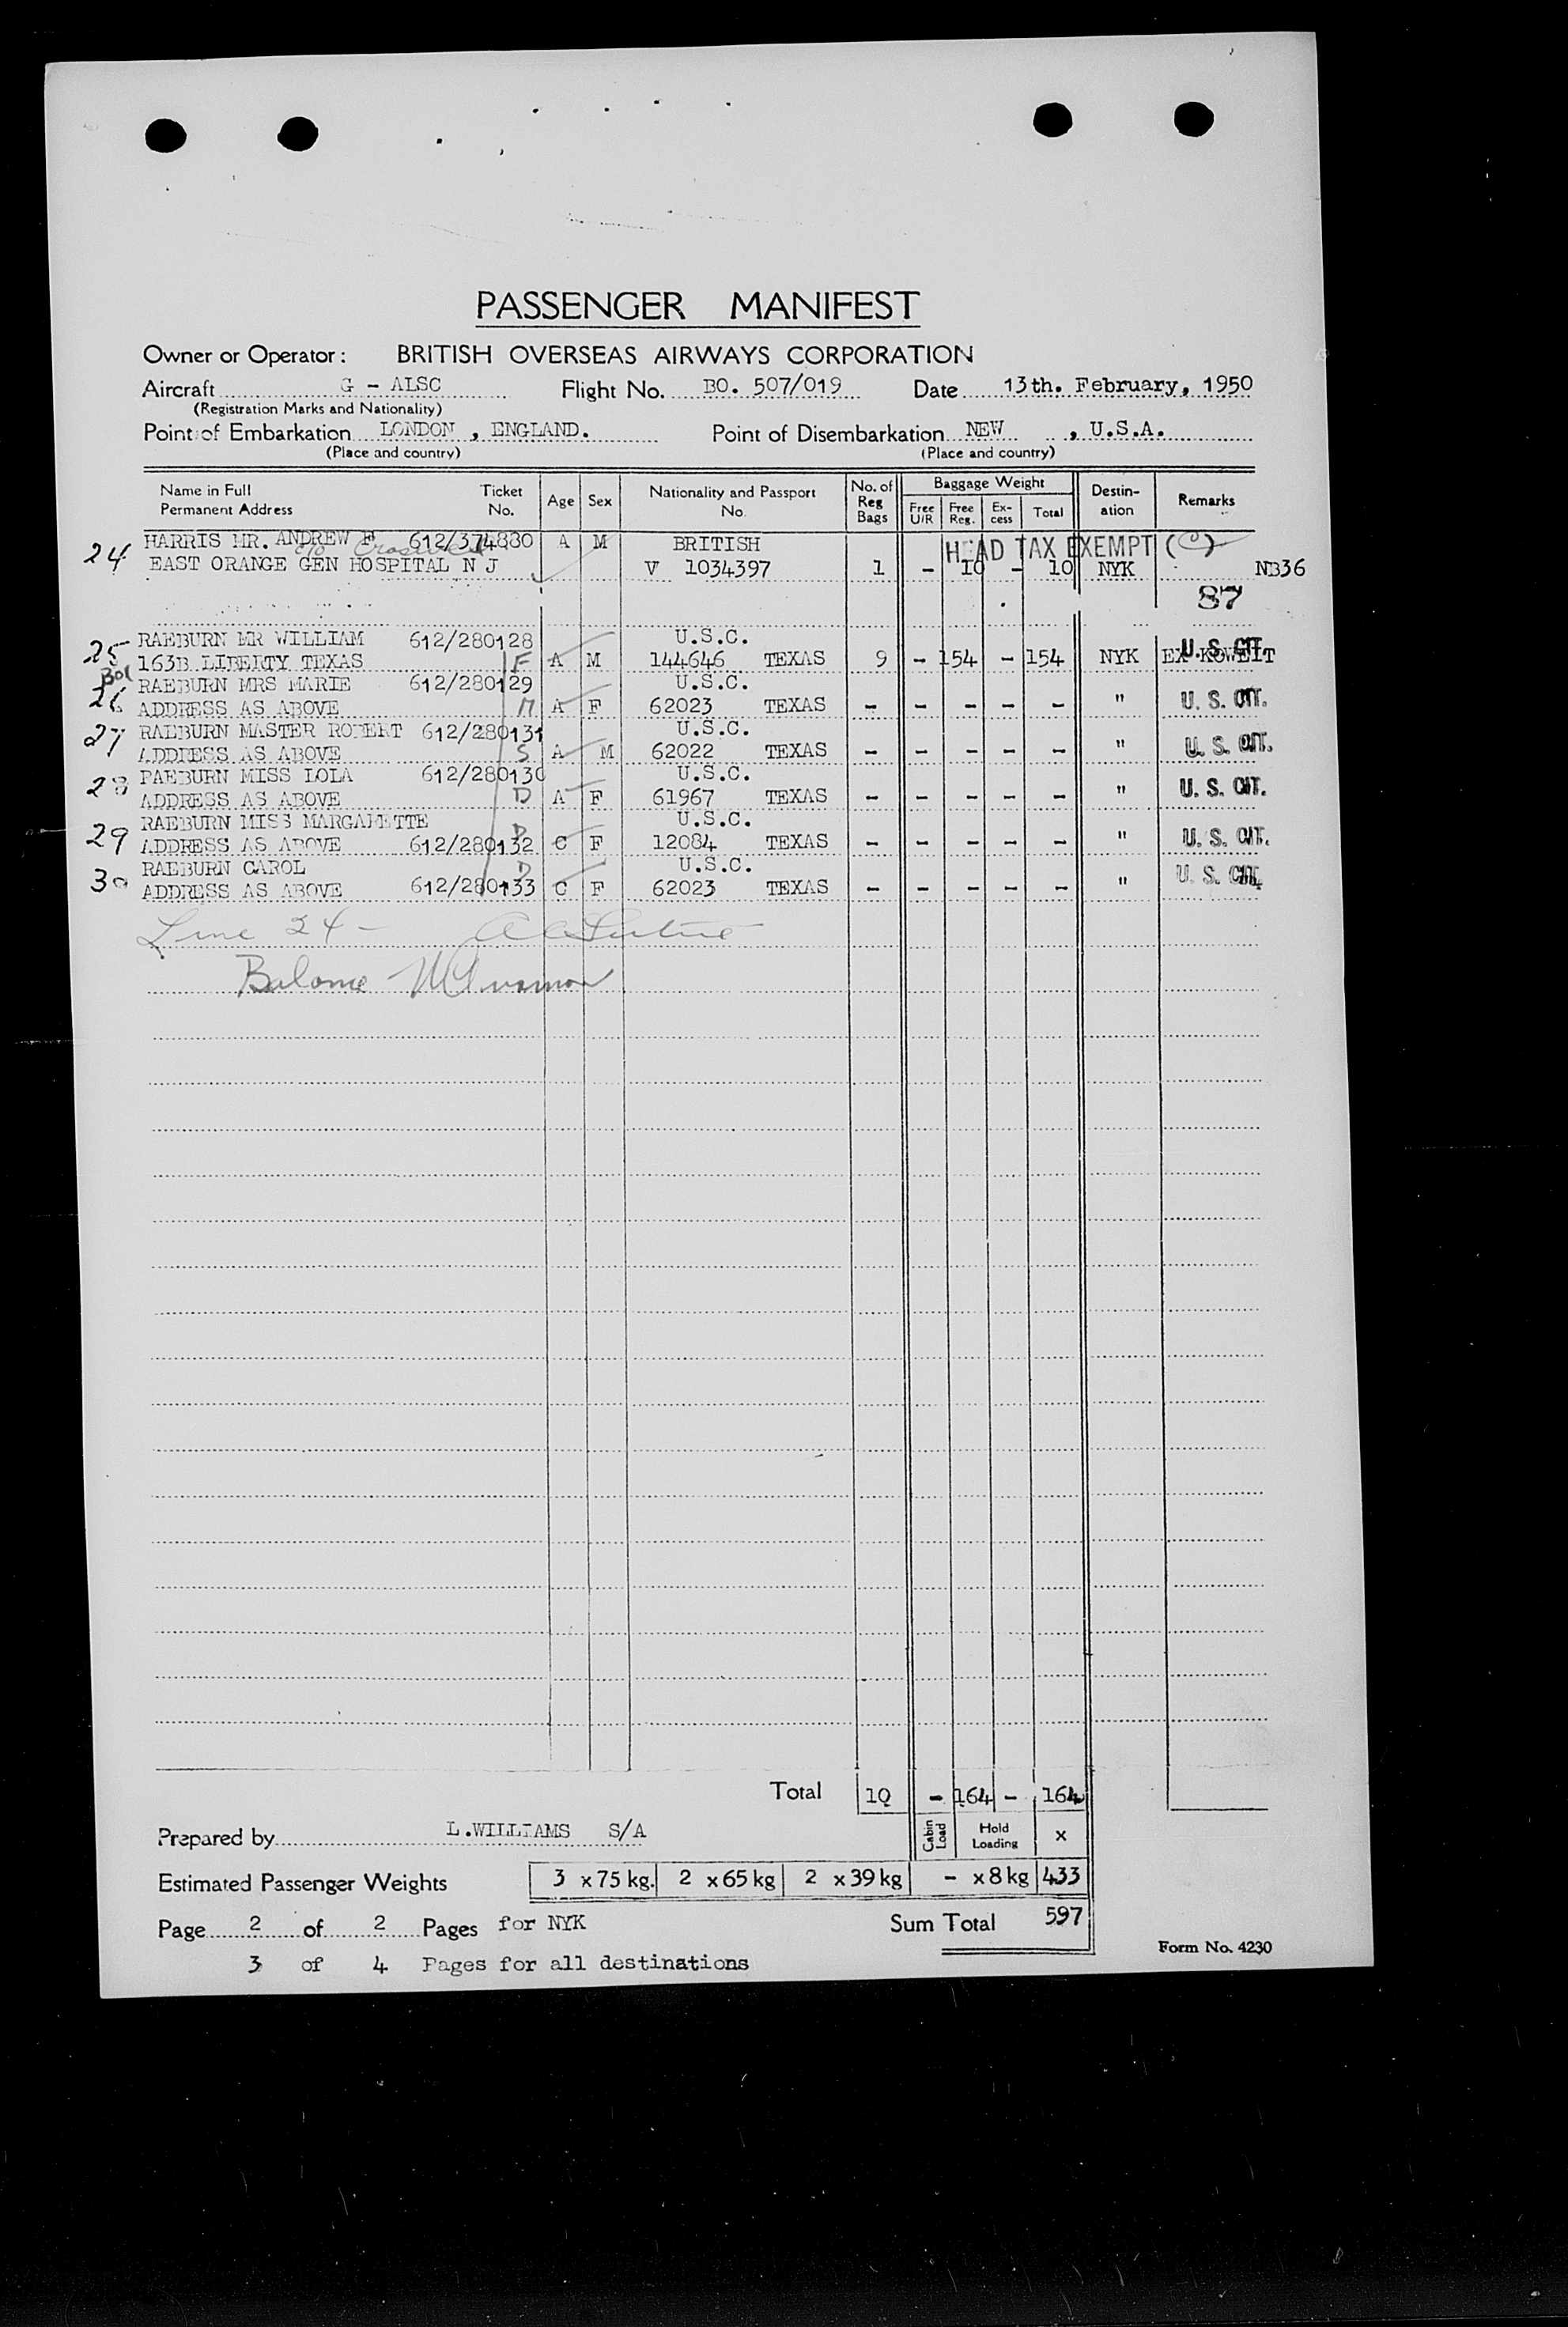 PASSENGER MANIFEST
Owner or Operator: BRITISH OVERSEAS AIRWAYS CORPORATION
Aircraft G - ALSC Flight No. BO. 507/019 Date 13th. February, 1950
(Registration Marks and Nationality)
Point of Embarkation LONDON , ENGLAND. Point of Disembarkation NEW , U.S.A.
(Place and country) (Place and country)
Name in Full Ticket Age Sex Nationality and Passport No. of Baggage Weight Destin- Remarks
Permanent Address No. No. Reg Free Free Ex- Total ation
Bags U/R Reg. cess
HARRIS MR. ANDREW F 612/374880 A M BRITISH HEAD TAX EXEMPT (C)
c/o
24 EAST ORANGE GEN HOSPITAL N J V 1034397 1 - 10 - 10 NYK NB36
87
25 RAEBURN MR WILLIAM 612/280128 U.S.C. U.S. CIT.
163B LIBERTY TEXAS F A M 144646 TEXAS 9 - 154 - 154 NYK EX KOWEIT
26 RAEBURN MRS MARIE 612/280129 U.S.C.
ADDRESS AS ABOVE M A F 62023 TEXAS - - - - - " U. S. CIT.
27 RAEBURN MASTER ROBERT 612/280131 U.S.C.
ADDRESS AS ABOVE S A M 62022 TEXAS - - - - - " U. S. CIT.
28 RAEBURN MISS LOLA 612/280130 U.S.C.
ADDRESS AS ABOVE D A F 61967 TEXAS - - - - - " U. S. CIT.
RAEBURN MISS MARGARETTE U.S.C.
29 ADDRESS AS ABOVE 612/280132 D C F 12084 TEXAS - - - - - " U. S. CIT.
RAEBURN CAROL U.S.C.
30 ADDRESS AS ABOVE 612/280133 D C F 62023 TEXAS - - - - - " U. S. CIT.
Line 24 -
Balance
Total 10 - 164 - 164
Prepared by L.WILLIAMS S/A Cabin Load Hold Loading x
Estimated Passenger Weights 3 x 75 kg. 2 x 65 kg 2 x 39 kg - x 8 kg 433
Page 2 of 2 Pages for NYK Sum Total 597
3 of 4 Pages for all destinations Form No. 4230